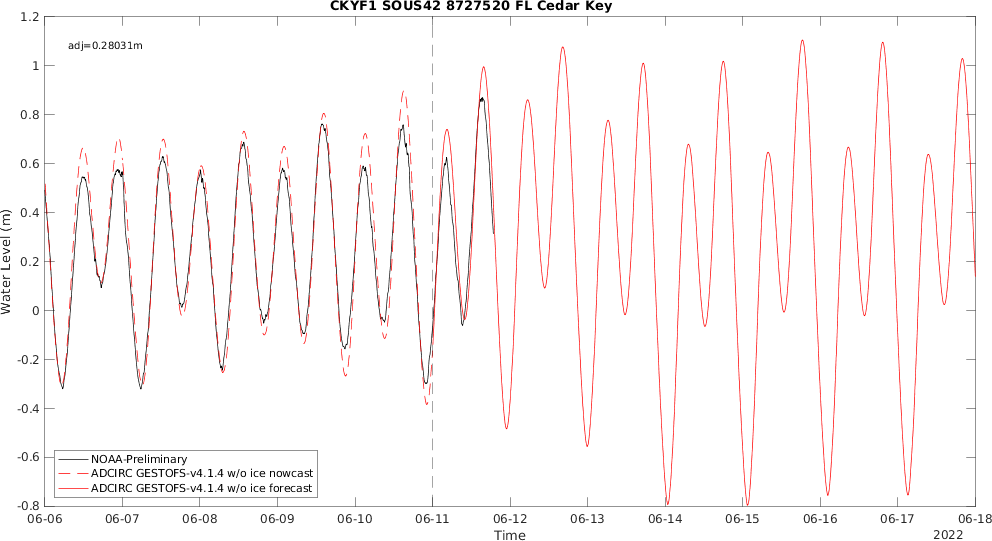 CKYF1 SOUS42 8727520 FL Cedar Key
adj=0.28031m
1.2
1
0.8
0.6
0.4
0.2
0
-0.2
-0.4
-0.6
-0.8
Water Level (m)
NOAA-Preliminary
ADCIRC GESTOFS-v4.1.4 w/o ice nowcast
ADCIRC GESTOFS-v4.1.4 w/o ice forecast
06-06 06-07 06-08 06-09 06-10 06-11 06-12 06-13 06-14 06-15 06-16 06-17 06-18
Time
2022